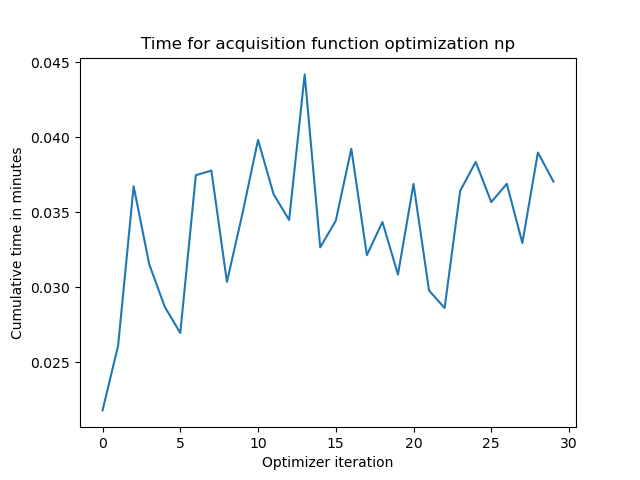 Time for acquisition function optimization np
0.045
0.040
0.035
0.030
0.025
Cumulative time in minutes
0 5 10 15 20 25 30
Optimizer iteration